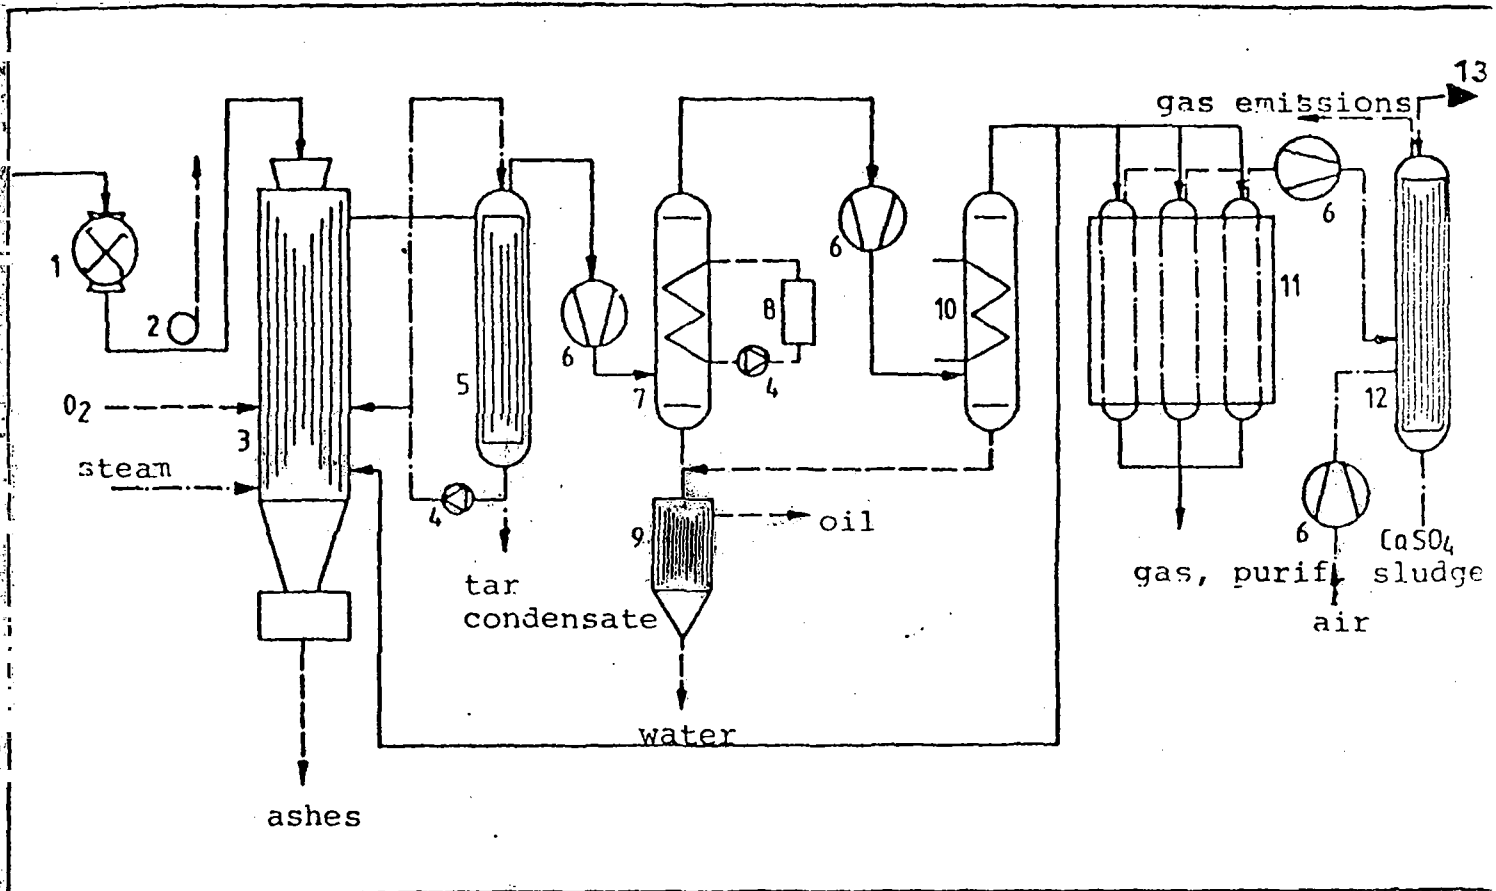 13
gas emissions
6
1
2
6
8
10
11
6
4
7
5
12
O2
3
steam
4
9
oil
6
CaSO4
gas, purif. sludge
tar
condensate
air
water
ashes